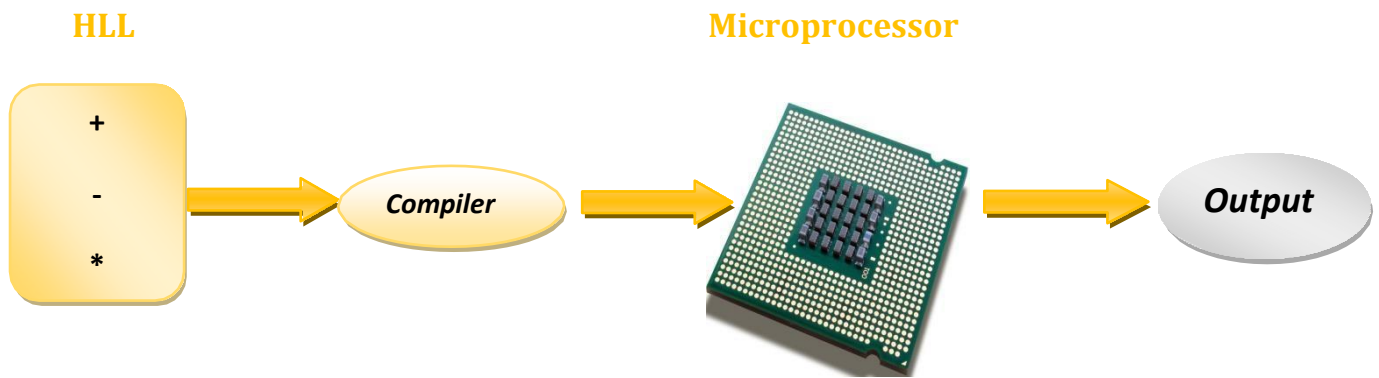 HLL
Microprocessor
+
-
*
Compiler
Output